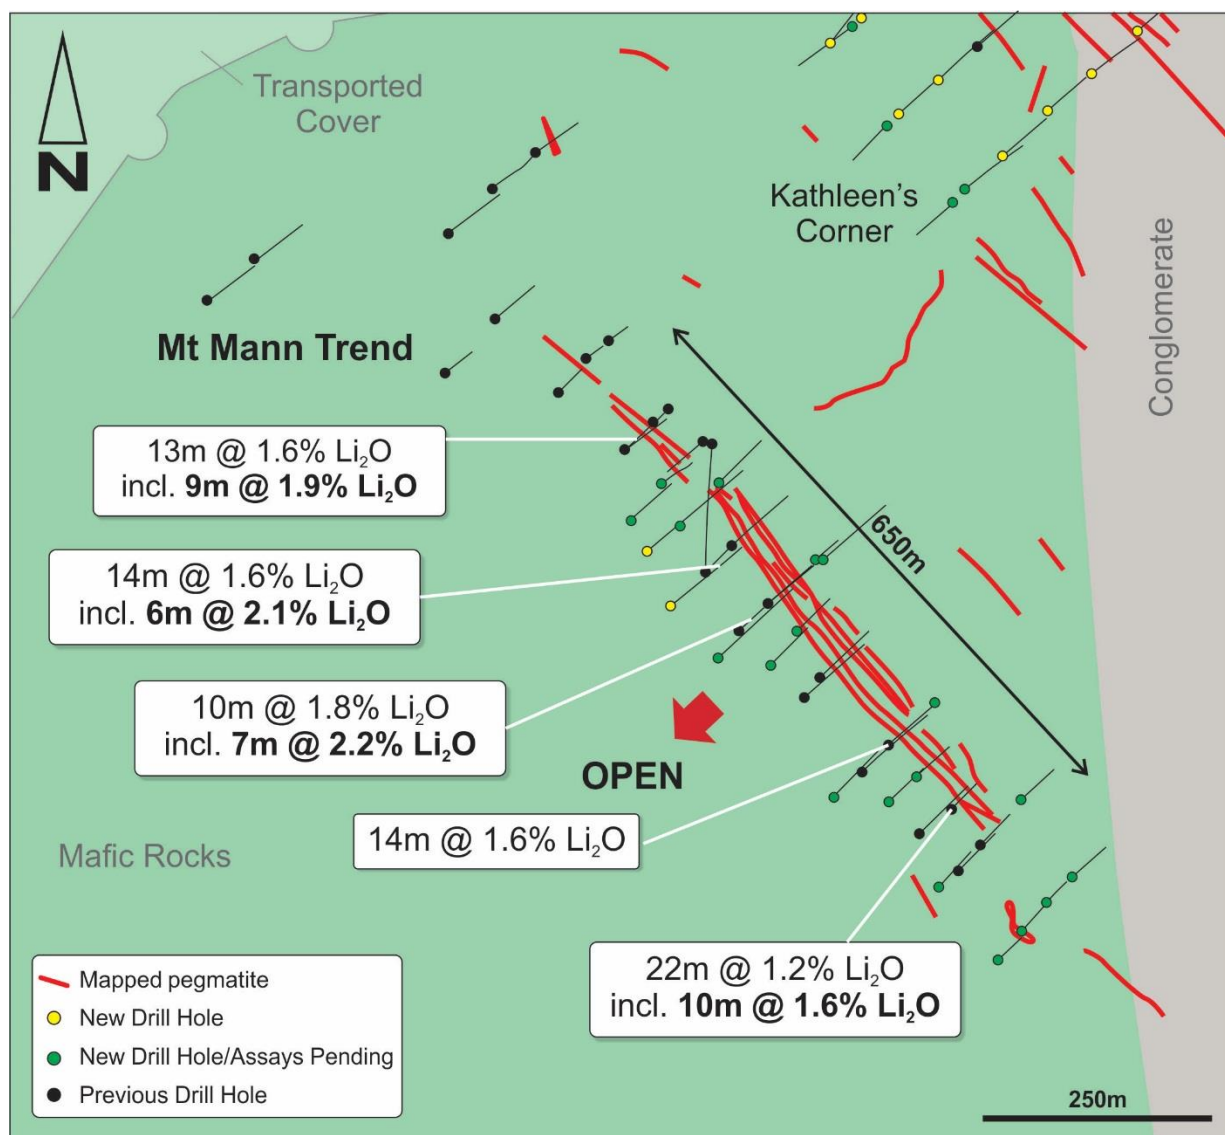 Transported
Cover
N
Kathleen's
Corner
Conglomerate
Mt Mann Trend
13m @ 1.6% Li₂O
incl. 9m @ 1.9% Li₂O
650m
14m @ 1.6% Li₂O
incl. 6m @ 2.1% Li₂O
10m @ 1.8% Li₂O
incl. 7m @ 2.2% Li₂O
OPEN
14m @ 1.6% Li₂O
Mafic Rocks
22m @ 1.2% Li₂O
incl. 10m @ 1.6% Li₂O
Mapped pegmatite
New Drill Hole
New Drill Hole/Assays Pending
Previous Drill Hole
250m